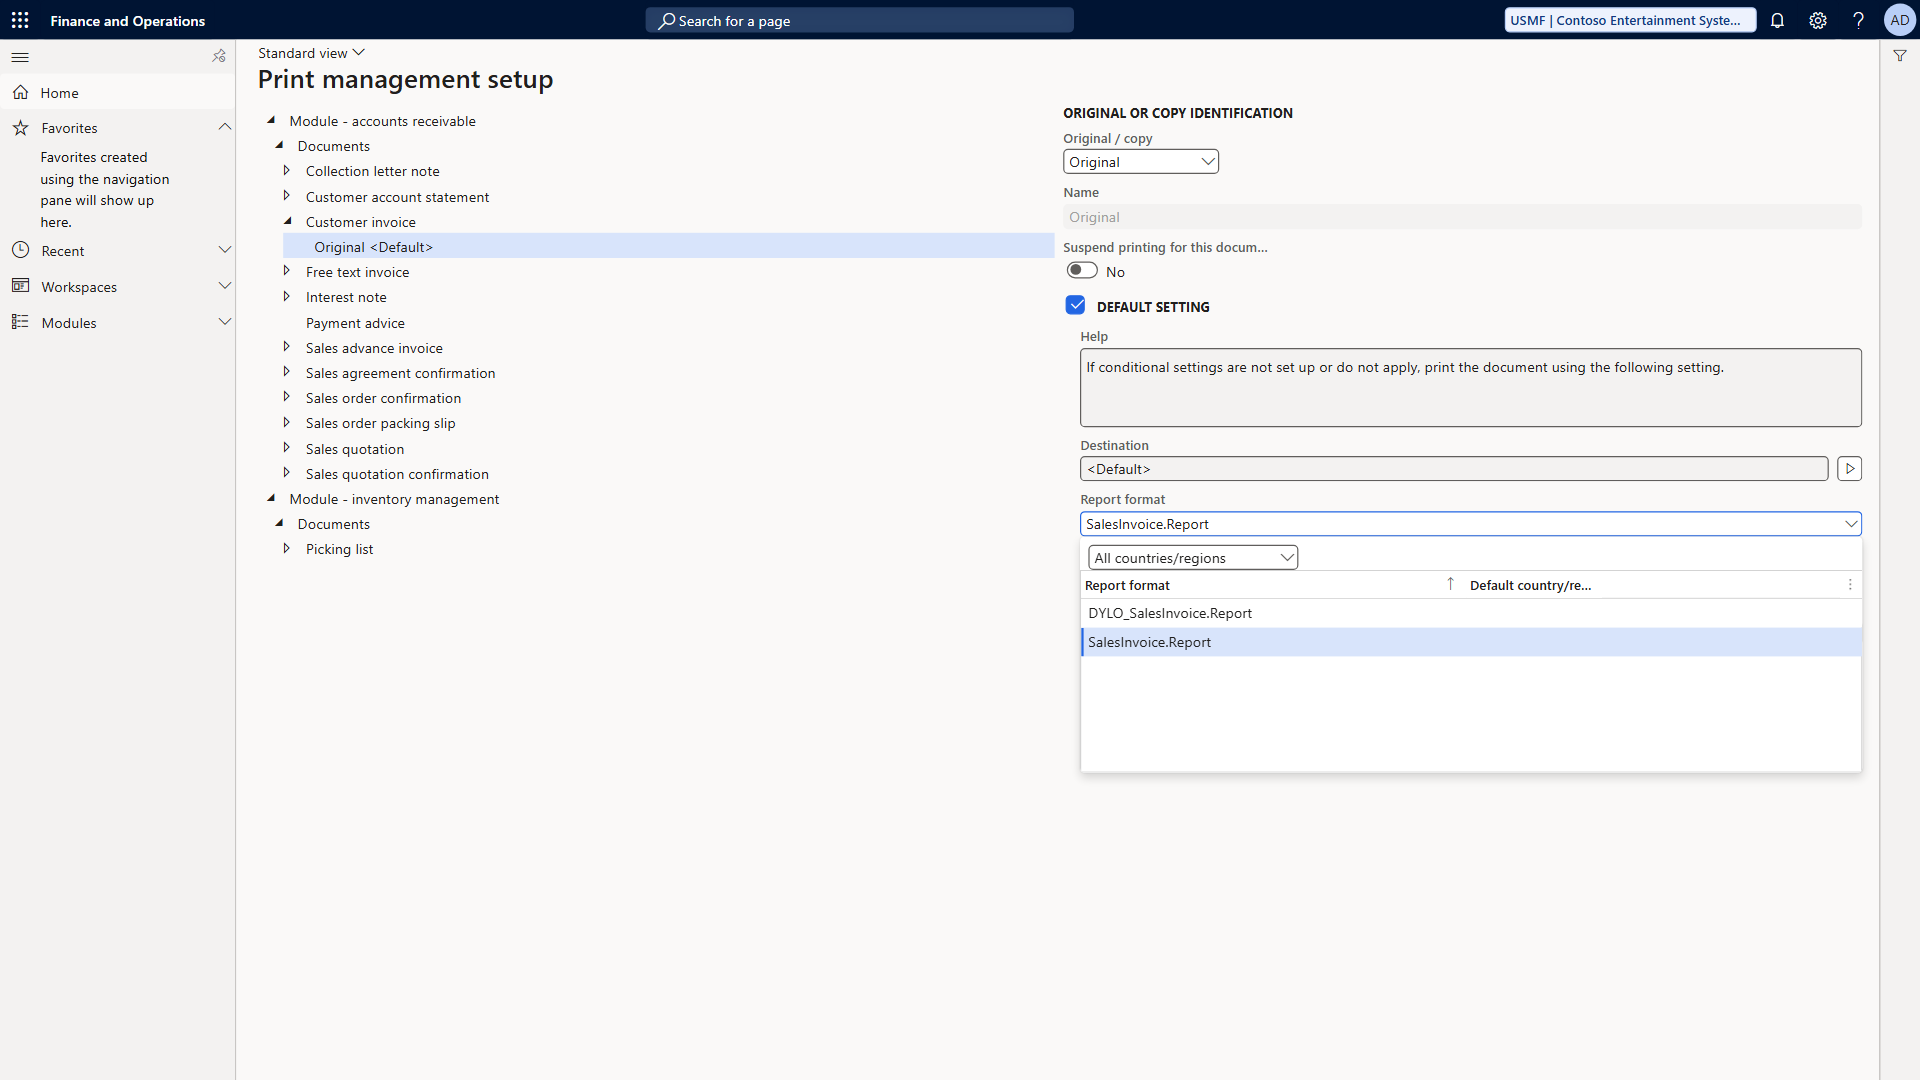 Finance and Operations
Search for a page
USMF | Contoso Entertainment Syste...
AD
Home
Favorites
Favorites created
using the navigation
pane will show up
here.
Recent
Workspaces
Modules
Standard view
Print management setup
Module - accounts receivable
Documents
Collection letter note
Customer account statement
Customer invoice
Original <Default>
Free text invoice
Interest note
Payment advice
Sales advance invoice
Sales agreement confirmation
Sales order confirmation
Sales order packing slip
Sales quotation
Sales quotation confirmation
Module - inventory management
Documents
Picking list
ORIGINAL OR COPY IDENTIFICATION
Original / copy
Original
Name
Original
Suspend printing for this docum...
No
DEFAULT SETTING
Help
If conditional settings are not set up or do not apply, print the document using the following setting.
Destination
<Default>
Report format
SalesInvoice.Report
All countries/regions
Report format Default country/re...
DYLO_SalesInvoice.Report
SalesInvoice.Report